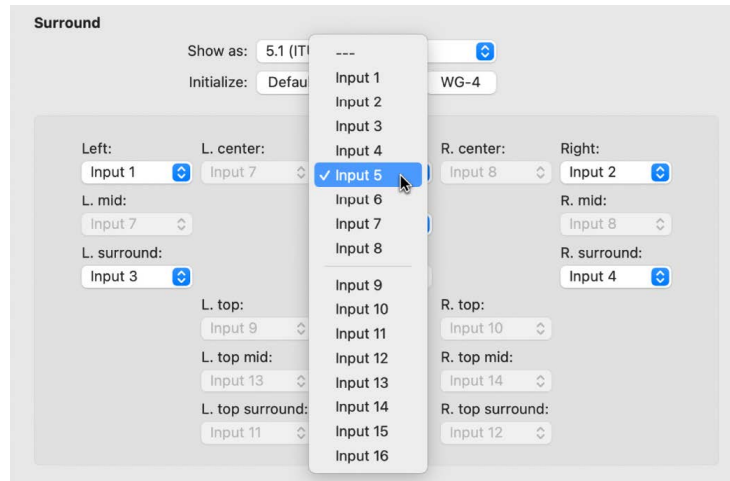 Surround
Show as: 5.1 (IT
Initialize: Defau WG-4
---
Input 1
Input 2
Input 3
Input 4
✓ Input 5
Input 6
Input 7
Input 8
Input 9
Input 10
Input 11
Input 12
Input 13
Input 14
Input 15
Input 16
Left: L. center: R. center: Right:
Input 1 Input 7 Input 8 Input 2
L. mid: R. mid:
Input 7 Input 8
L. surround: R. surround:
Input 3 Input 4
L. top: R. top:
Input 9 Input 10
L. top mid: R. top mid:
Input 13 Input 14
L. top surround: R. top surround:
Input 11 Input 12